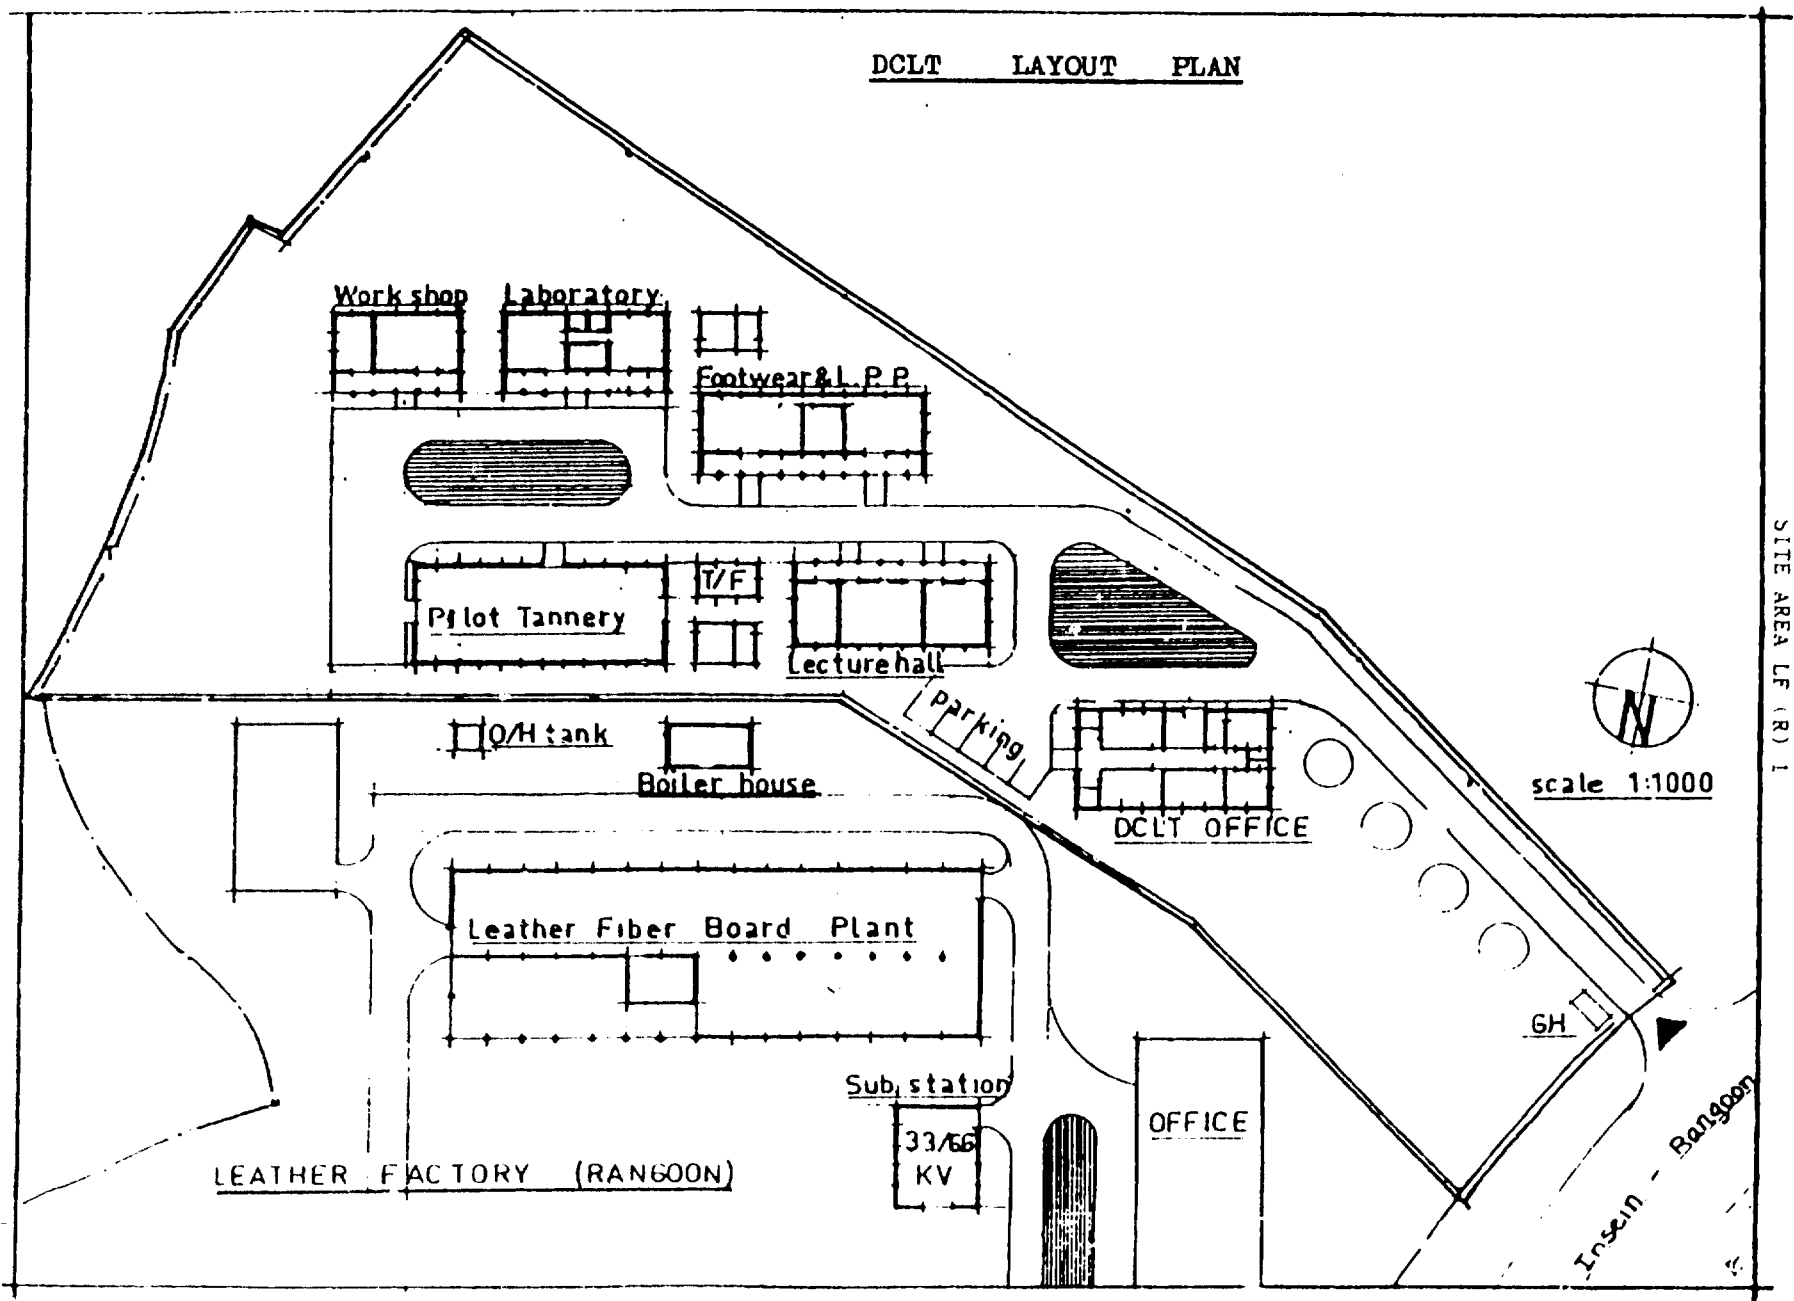 DCLT LAYOUT PLAN
Work shop
Laboratory
Footwear & L.P.P.
Pilot Tannery
T/F
Lecture hall
parking
O/H tank
Boiler house
DCLT OFFICE
N
scale 1:1000
SITE AREA LF (R) 1
Leather Fiber Board Plant
GH
Sub station
33/66
KV
OFFICE
LEATHER FACTORY (RANGOON)
Insein - Rangoon